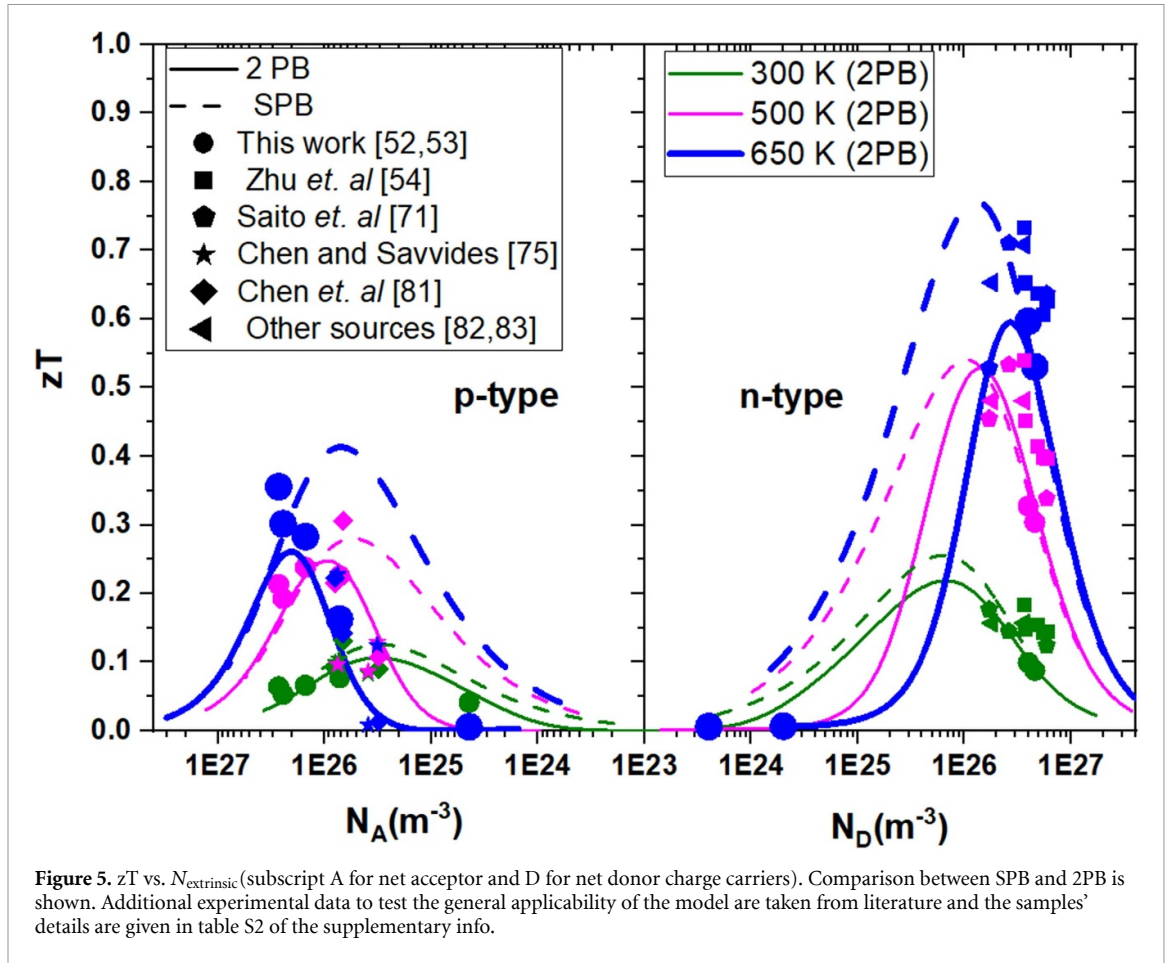 1.0
0.9
0.8
0.7
0.6
0.5
0.4
0.3
0.2
0.1
0.0
zT
2 PB
SPB
This work [52,53]
Zhu et. al [54]
Saito et. al [71]
Chen and Savvides [75]
Chen et. al [81]
Other sources [82,83]
300 K (2PB)
500 K (2PB)
650 K (2PB)
p-type
n-type
1E27 1E26 1E25 1E24 1E23 1E24 1E25 1E26 1E27
N_A(m⁻³)
N_D(m⁻³)
Figure 5. zT vs. N_extrinsic(subscript A for net acceptor and D for net donor charge carriers). Comparison between SPB and 2PB is
shown. Additional experimental data to test the general applicability of the model are taken from literature and the samples’
details are given in table S2 of the supplementary info.